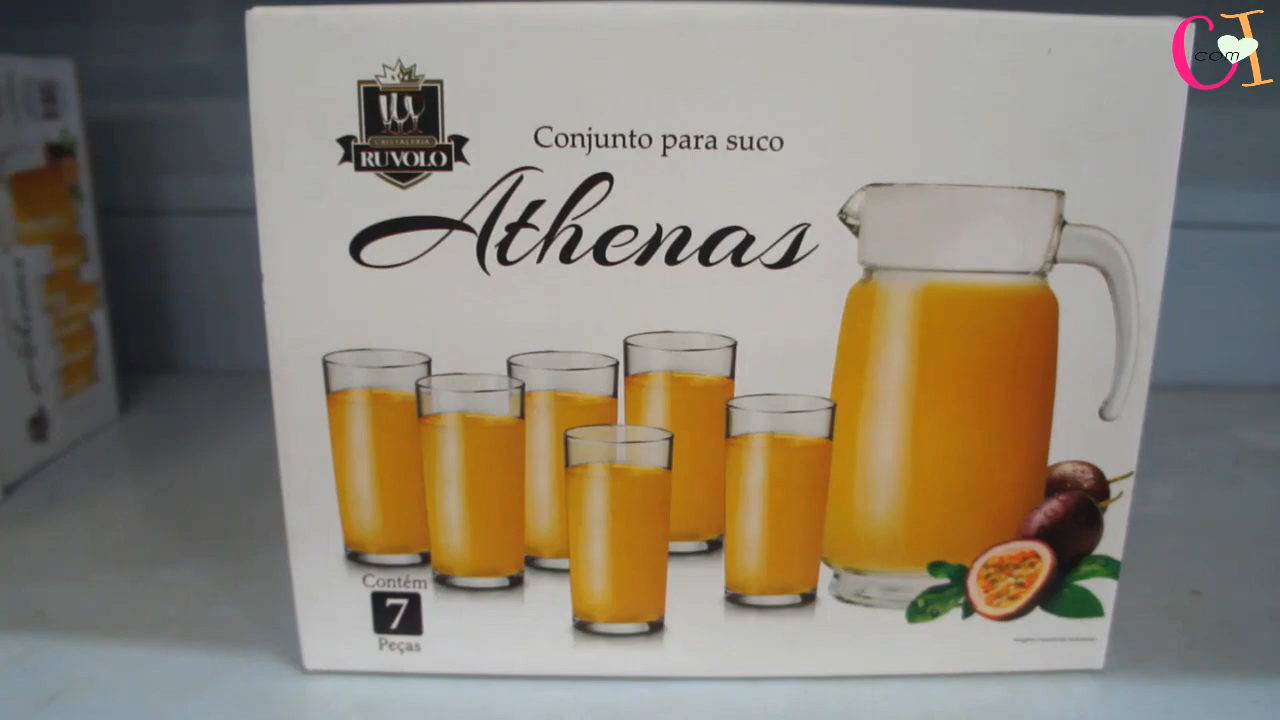 C com I
CRISTALERIA
RUVOLO
Conjunto para suco
Athenas
Contém
7
Peças